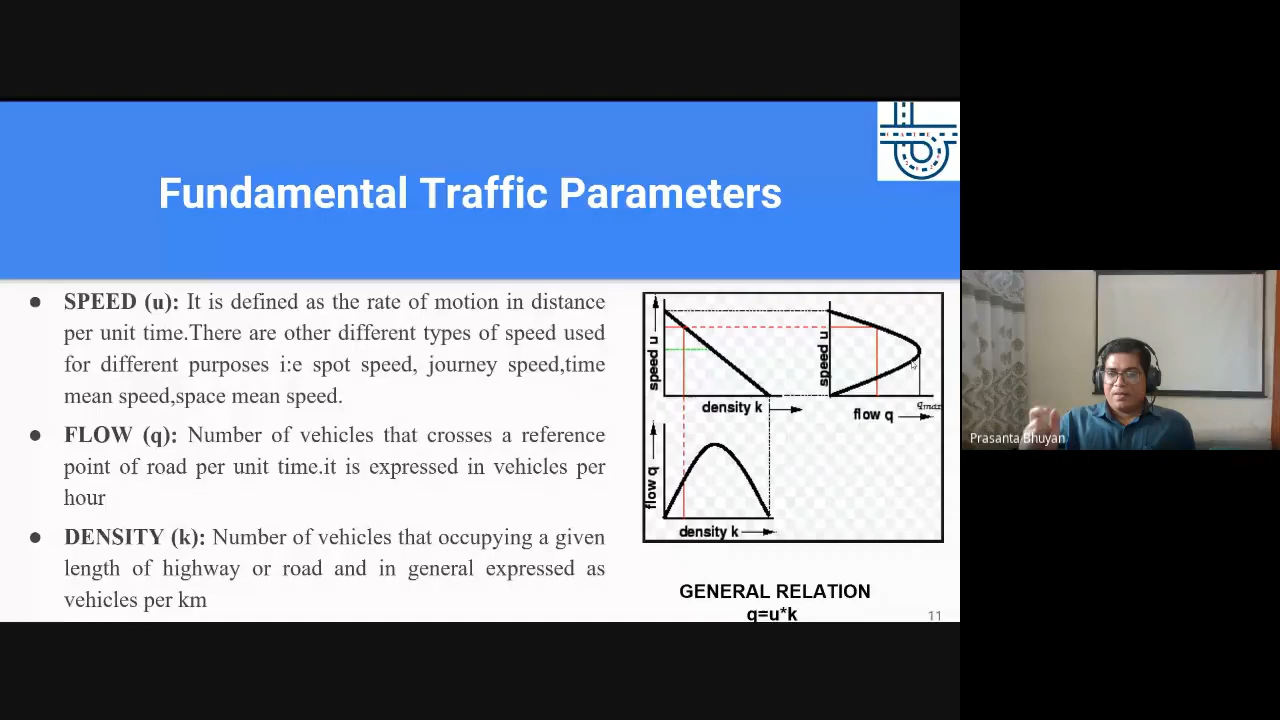 Fundamental Traffic Parameters
● SPEED (u): It is defined as the rate of motion in distance
per unit time.There are other different types of speed used
for different purposes i:e spot speed, journey speed,time
mean speed,space mean speed.
● FLOW (q): Number of vehicles that crosses a reference
point of road per unit time.it is expressed in vehicles per
hour
● DENSITY (k): Number of vehicles that occupying a given
length of highway or road and in general expressed as
vehicles per km
speed u
density k
speed u
flow q
qmax
flow q
density k
GENERAL RELATION
q=u*k
11
Prasanta Bhuyan